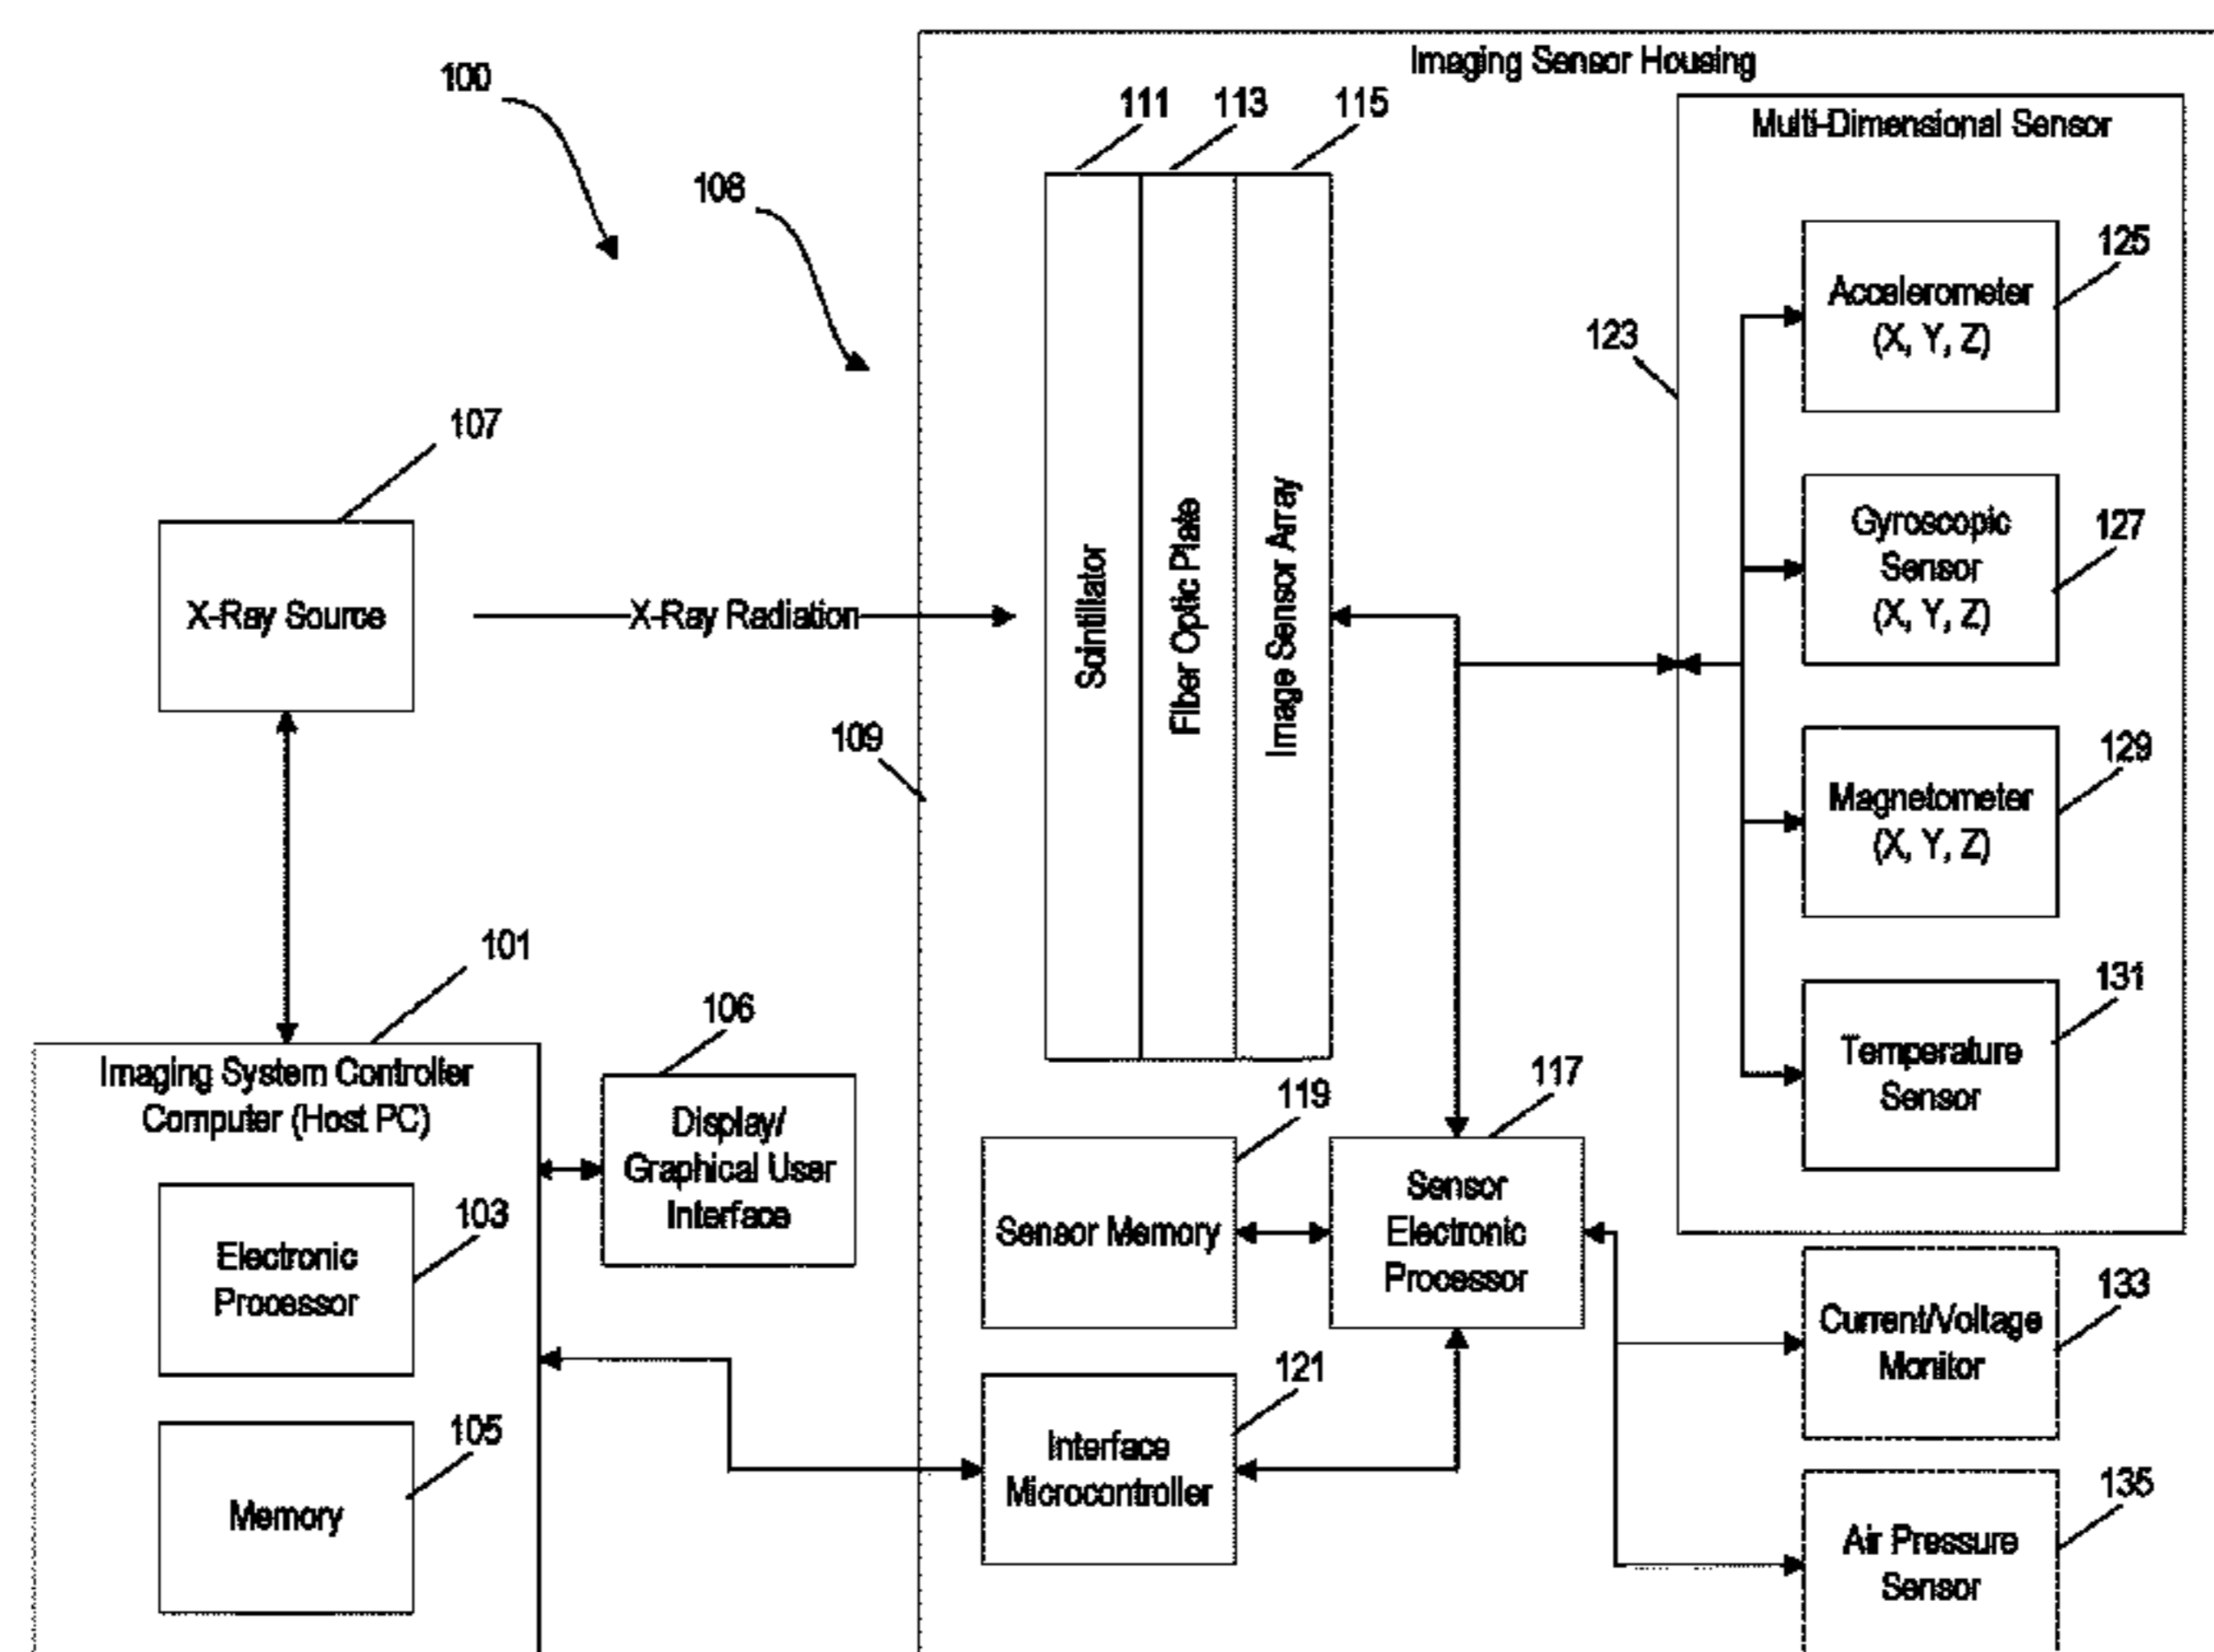 100
108
Imaging Sensor Housing
111
113
115
Multi-Dimensional Sensor
125
Accelerometer
(X, Y, Z)
123
107
X-Ray Source
X-Ray Radiation
Scintillator
Fiber Optic Plate
Image Sensor Array
Gyroscopic
Sensor
(X, Y, Z)
127
109
Magnetometer
(X, Y, Z)
129
101
Imaging System Controller
Computer (Host PC)
106
Display/
Graphical User
Interface
131
Temperature
Sensor
119
Sensor Memory
117
Sensor
Electronic
Processor
103
Electronic
Processor
133
Current/Voltage
Monitor
121
Interface
Microcontroller
105
Memory
135
Air Pressure
Sensor